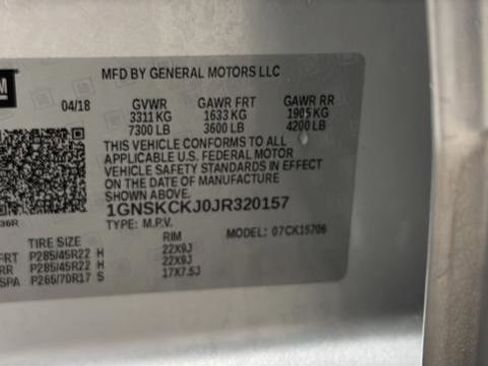 GM
MFD BY GENERAL MOTORS LLC
04/18 GVWR GAWR FRT GAWR RR
3311 KG 1633 KG 1905 KG
7300 LB 3600 LB 4200 LB
THIS VEHICLE CONFORMS TO ALL
APPLICABLE U.S. FEDERAL MOTOR
VEHICLE SAFETY STANDARDS IN EFFECT
ON THE DATE OF MANUFACTURE
SHOWN ABOVE.
1GNSKCKJ0JR320157
36R TYPE: M.P.V.
MODEL: 07CK15706
TIRE SIZE RIM
FRT P285/45R22 H 22X9J
RR P285/45R22 H 22X9J
SPA P265/70R17 S 17X7.5J